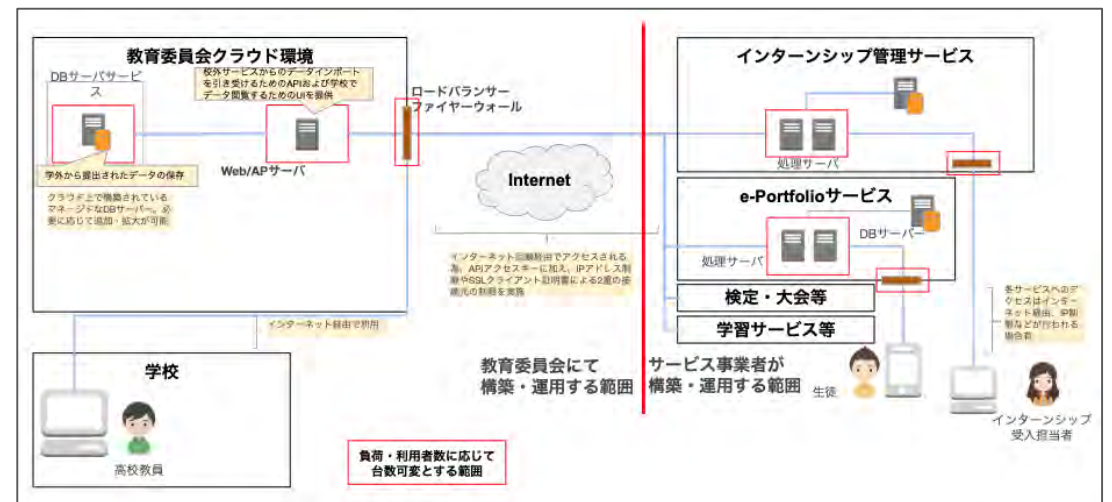 教育委員会クラウド環境
DBサーバサービ
ス
校外サービスからのデータインポート
を引き受けるためのAPIおよび学校で
データ閲覧するためのUIを提供
ロードバランサー
ファイヤーウォール
学外から提出されたデータの保存
Web/APサーバ
クラウド上で構築されている
マネージドなDBサーバー。必
要に応じて追加・拡大が可能
Internet
インターネット回線経由でアクセスされる
為、APIアクセスキーに加え、IPアドレス制
限やSSLクライアント証明書による2重の接
続元の制限を実施
インターネット経由で利用
学校
高校教員
教育委員会にて
構築・運用する範囲
負荷・利用者数に応じて
台数可変とする範囲
インターンシップ管理サービス
処理サーバ
e-Portfolioサービス
DBサーバー
処理サーバ
検定・大会等
学習サービス等
サービス事業者が
構築・運用する範囲
生徒
各サービスへのア
クセスはインター
ネット経由、IP制
限などが行われる
場合有
インターンシップ
受入担当者